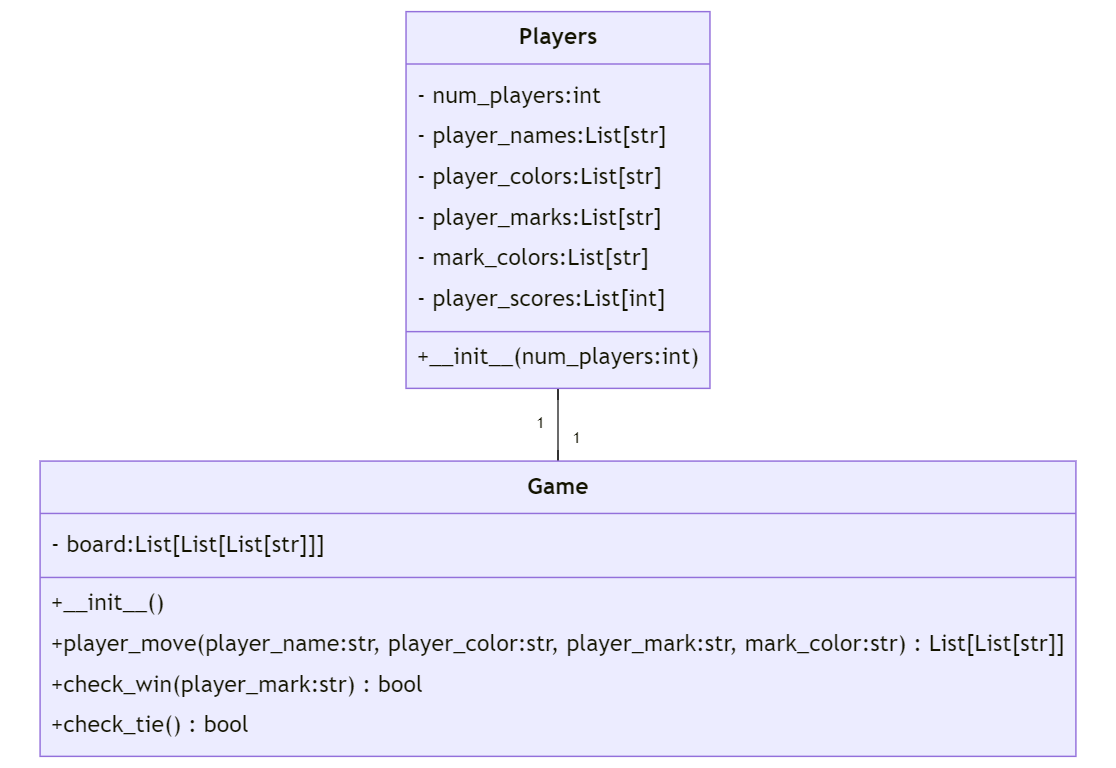 Players
- num_players:int
- player_names:List[str]
- player_colors:List[str]
- player_marks:List[str]
- mark_colors:List[str]
- player_scores:List[int]
+__init__(num_players:int)
1
1
Game
- board:List[List[List[str]]]
+__init__()
+player_move(player_name:str, player_color:str, player_mark:str, mark_color:str) : List[List[str]]
+check_win(player_mark:str) : bool
+check_tie() : bool